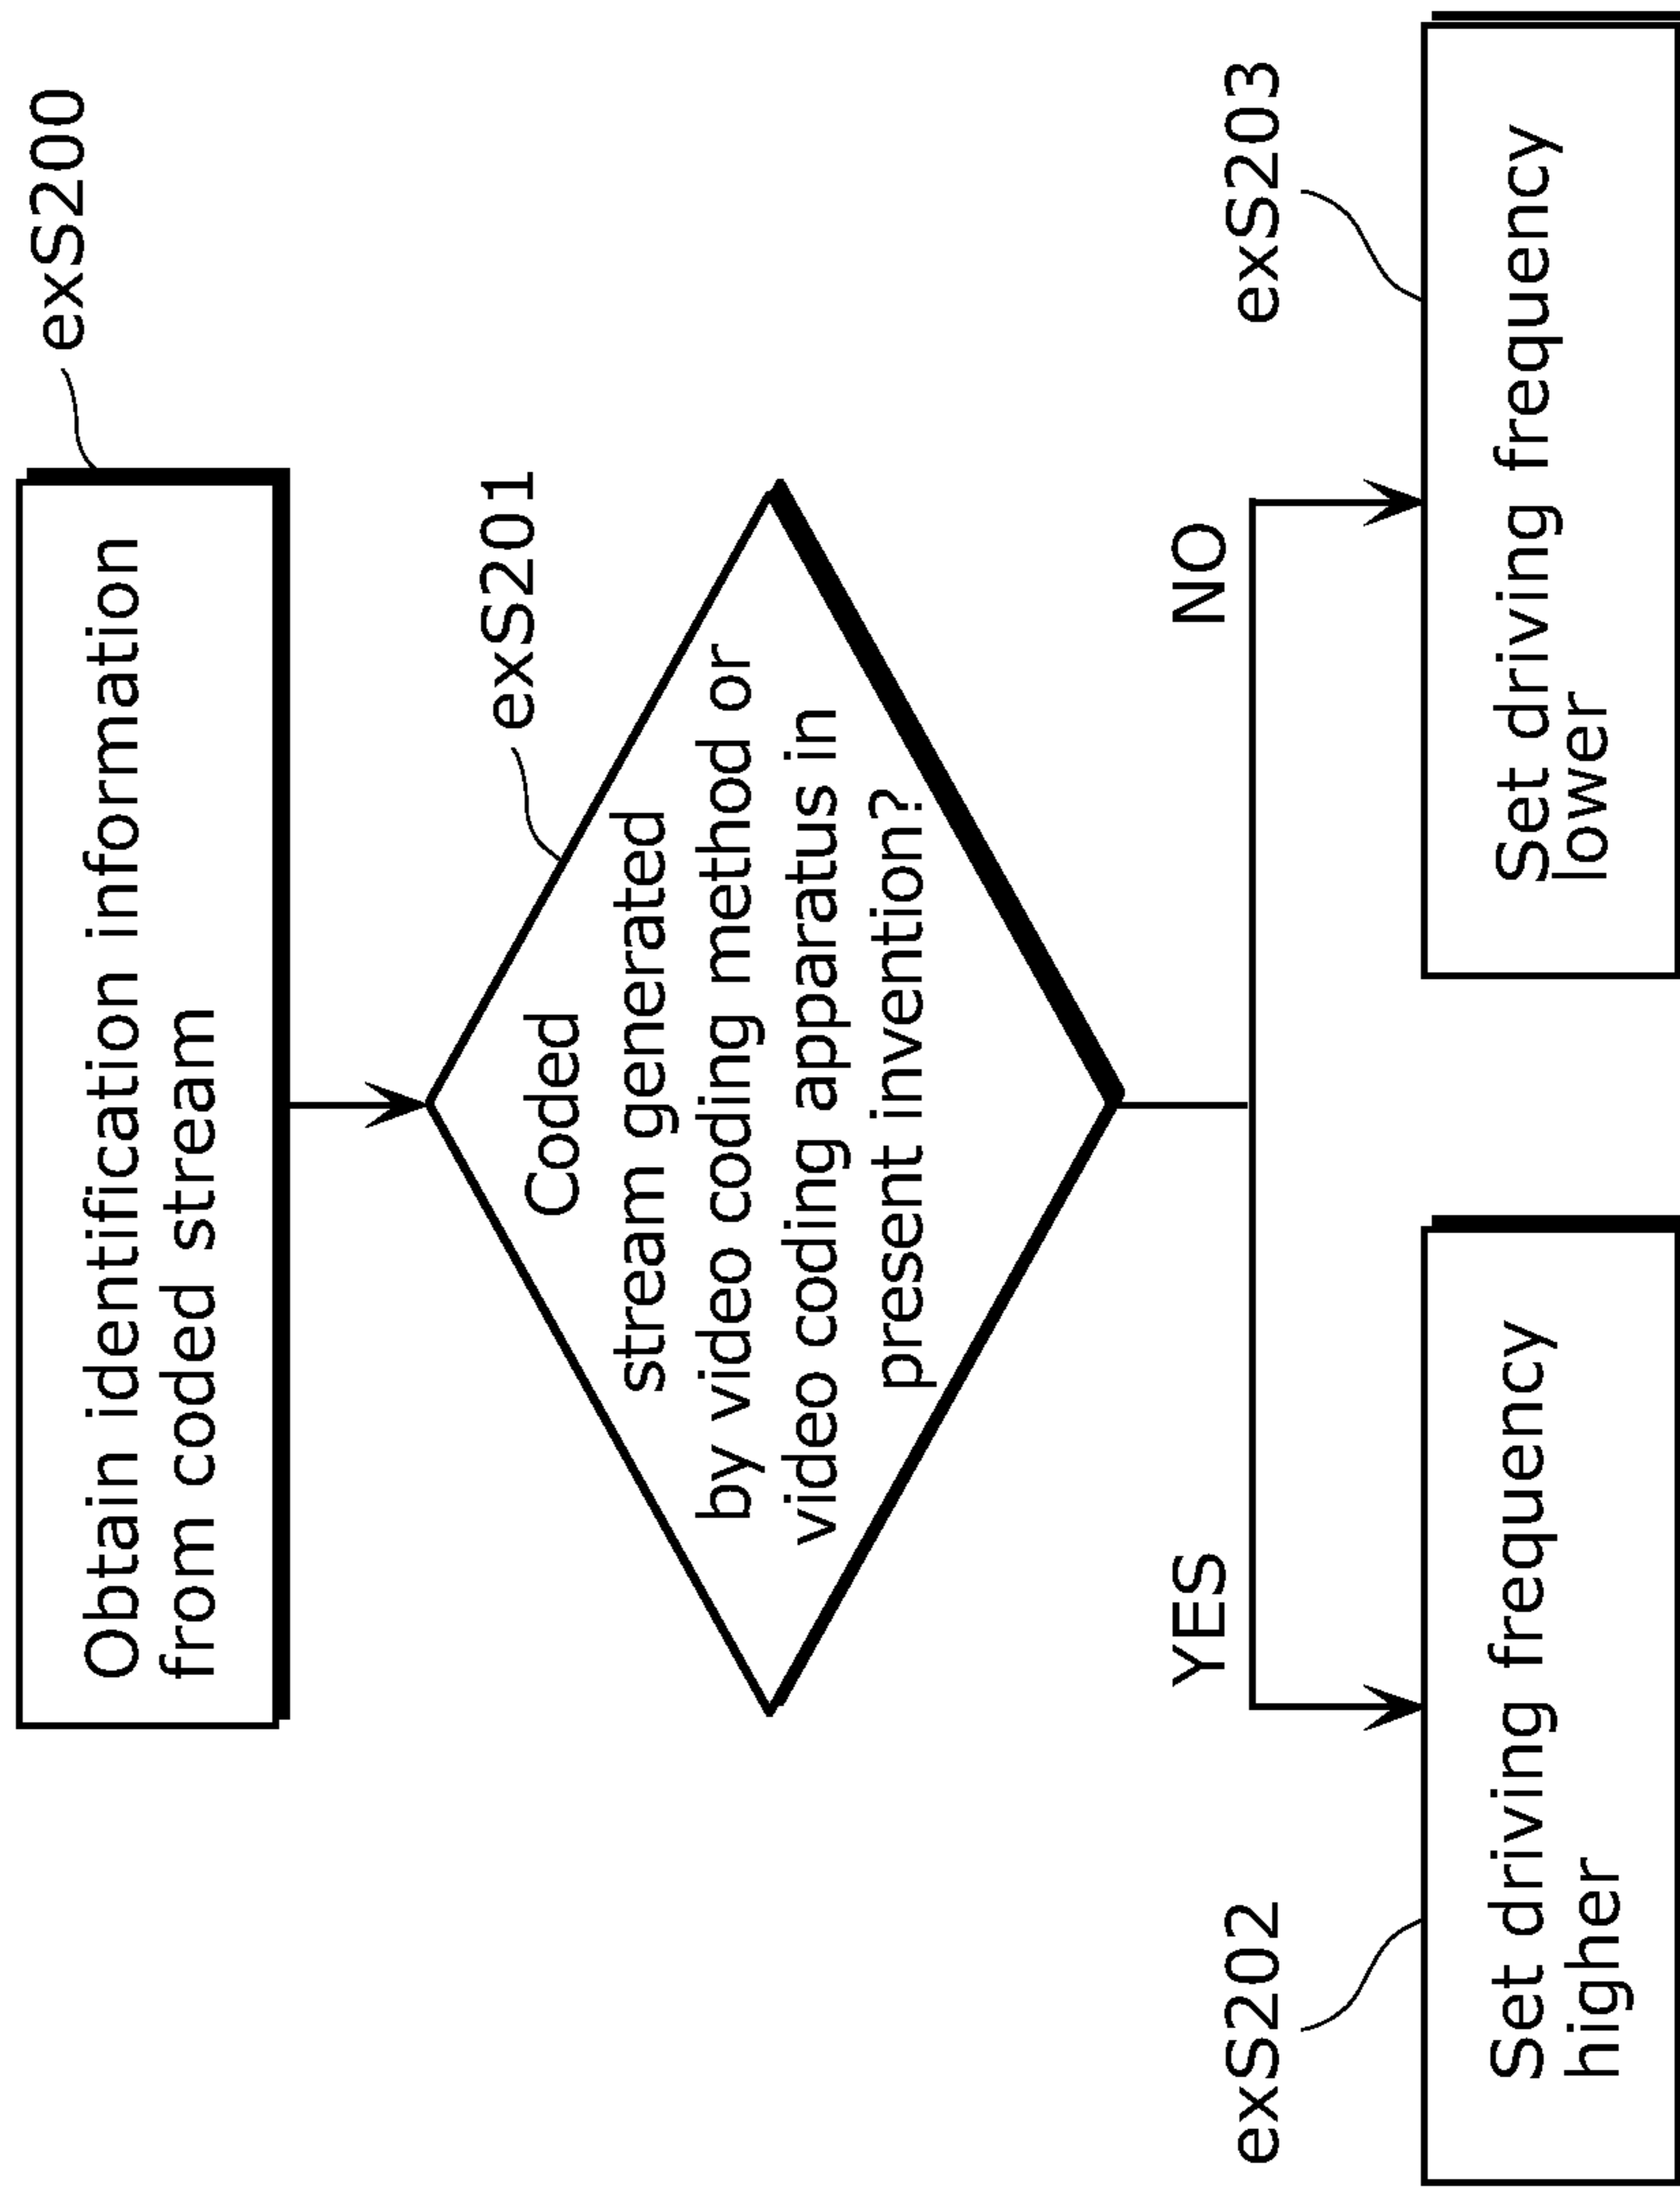 exS200
Obtain identification information
from coded stream
exS201
Coded
stream generated
by video coding method or
video coding apparatus in
present invention?
YES
NO
exS202
exS203
Set driving frequency
higher
Set driving frequency
lower